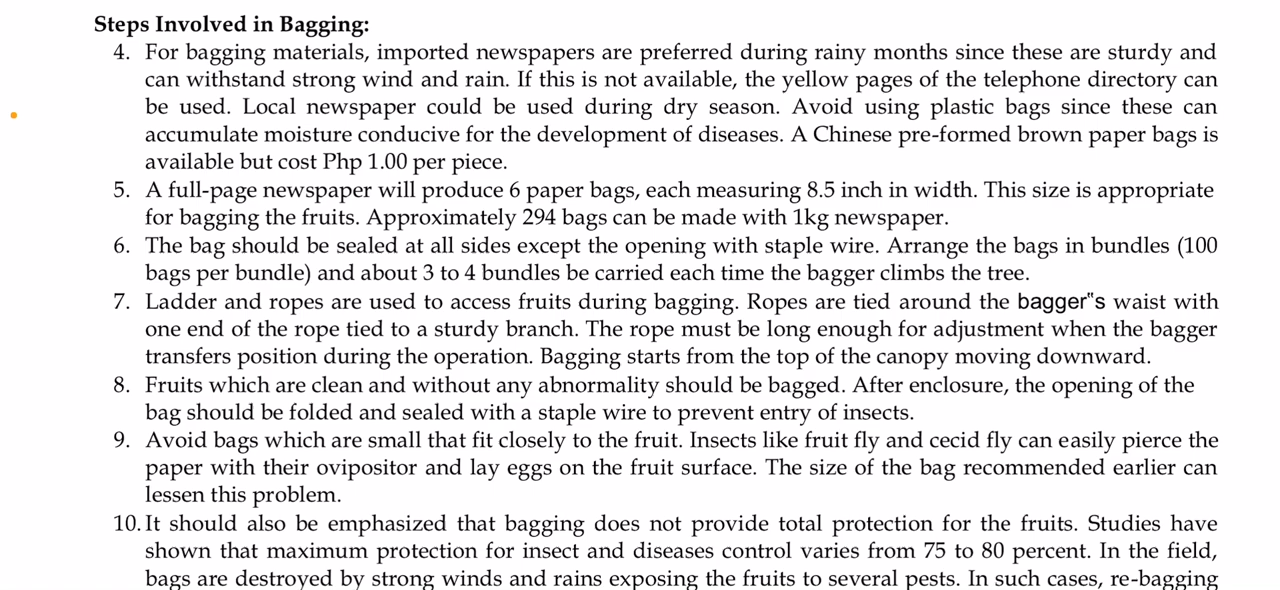 Steps Involved in Bagging:
4. For bagging materials, imported newspapers are preferred during rainy months since these are sturdy and
can withstand strong wind and rain. If this is not available, the yellow pages of the telephone directory can
be used. Local newspaper could be used during dry season. Avoid using plastic bags since these can
accumulate moisture conducive for the development of diseases. A Chinese pre-formed brown paper bags is
available but cost Php 1.00 per piece.
5. A full-page newspaper will produce 6 paper bags, each measuring 8.5 inch in width. This size is appropriate
for bagging the fruits. Approximately 294 bags can be made with 1kg newspaper.
6. The bag should be sealed at all sides except the opening with staple wire. Arrange the bags in bundles (100
bags per bundle) and about 3 to 4 bundles be carried each time the bagger climbs the tree.
7. Ladder and ropes are used to access fruits during bagging. Ropes are tied around the bagger‟s waist with
one end of the rope tied to a sturdy branch. The rope must be long enough for adjustment when the bagger
transfers position during the operation. Bagging starts from the top of the canopy moving downward.
8. Fruits which are clean and without any abnormality should be bagged. After enclosure, the opening of the
bag should be folded and sealed with a staple wire to prevent entry of insects.
9. Avoid bags which are small that fit closely to the fruit. Insects like fruit fly and cecid fly can easily pierce the
paper with their ovipositor and lay eggs on the fruit surface. The size of the bag recommended earlier can
lessen this problem.
10. It should also be emphasized that bagging does not provide total protection for the fruits. Studies have
shown that maximum protection for insect and diseases control varies from 75 to 80 percent. In the field,
bags are destroyed by strong winds and rains exposing the fruits to several pests. In such cases, re-bagging